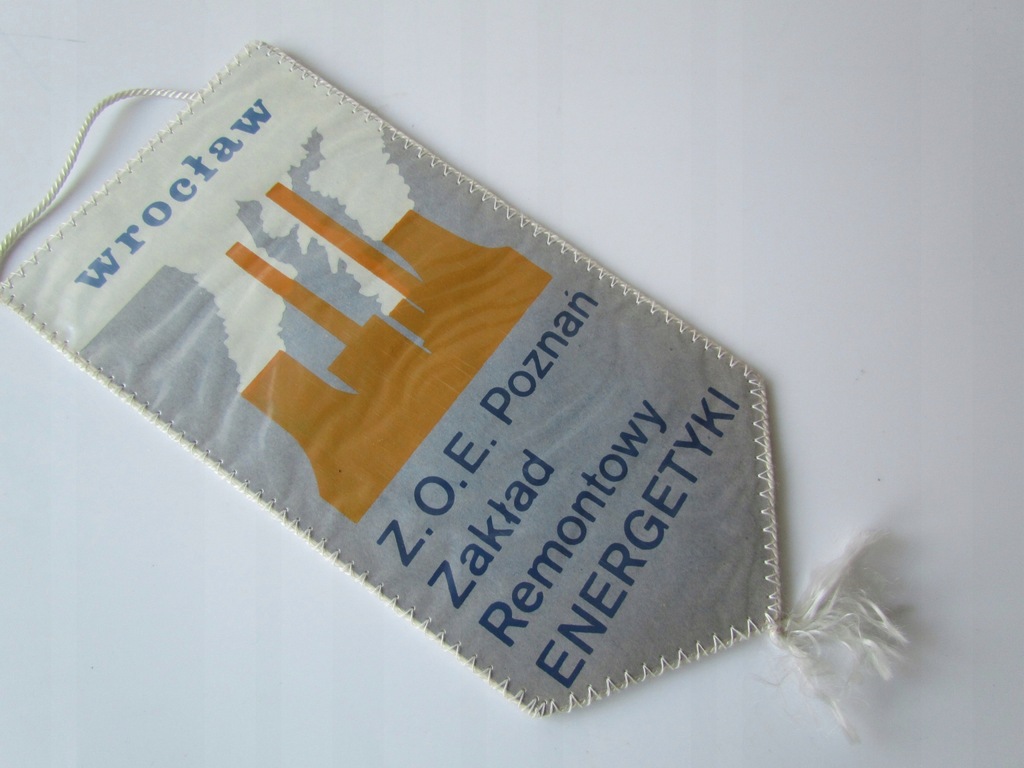 wrocław
Z.O.E. Poznań
Zakład
Remontowy
ENERGETYKI